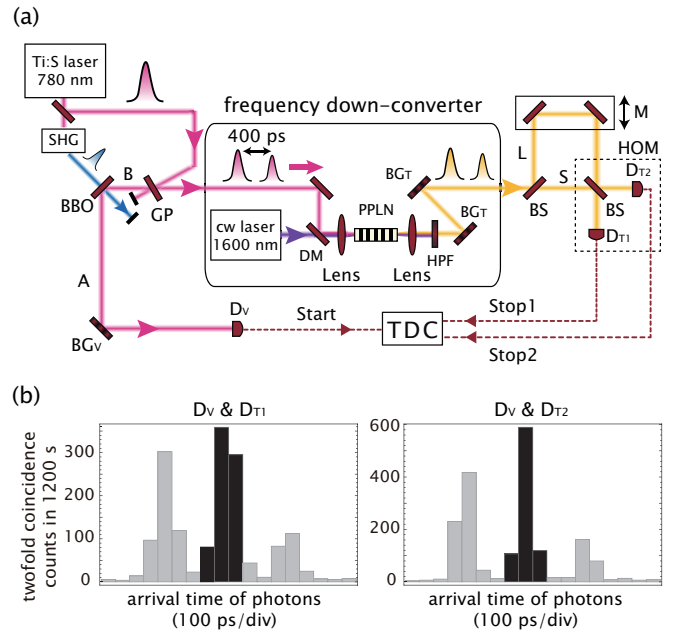 (a)
Ti:S laser
780 nm
SHG
B
BBO
GP
A
BGV
frequency down-converter
400 ps
cw laser
1600 nm
DM
Lens
PPLN
Lens
HPF
BGT
BGT
L
M
S
HOM
BS
BS
DT2
DT1
DV
Start
TDC
Stop1
Stop2
(b)
DV & DT1
twofold coincidence
counts in 1200 s
300
200
100
0
arrival time of photons
(100 ps/div)
DV & DT2
600
400
200
0
arrival time of photons
(100 ps/div)